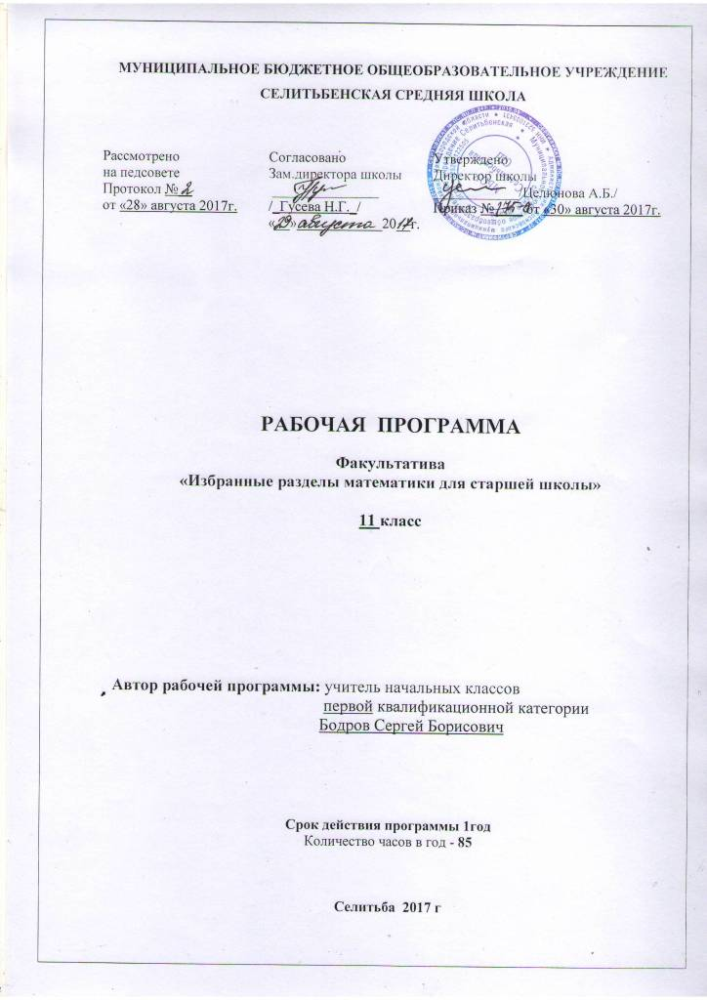 МУНИЦИПАЛЬНОЕ БЮДЖЕТНОЕ ОБЩЕОБРАЗОВАТЕЛЬНОЕ УЧРЕЖДЕНИЕ
СЕЛИТЬБЕНСКАЯ СРЕДНЯЯ ШКОЛА
Рассмотрено
на педсовете
Протокол № 2
от «28» августа 2017г.
Согласовано
Зам.директора школы
/ Гусева Н.Г. /
«29» августа 2017г.
Утверждено
Директор школы
/Целюнова А.Б./
Приказ № от «30» августа 2017г.
РАБОЧАЯ ПРОГРАММА
Факультатива
«Избранные разделы математики для старшей школы»
11 класс
Автор рабочей программы: учитель начальных классов
первой квалификационной категории
Бодров Сергей Борисович
Срок действия программы 1год
Количество часов в год - 85
Селитьба 2017 г